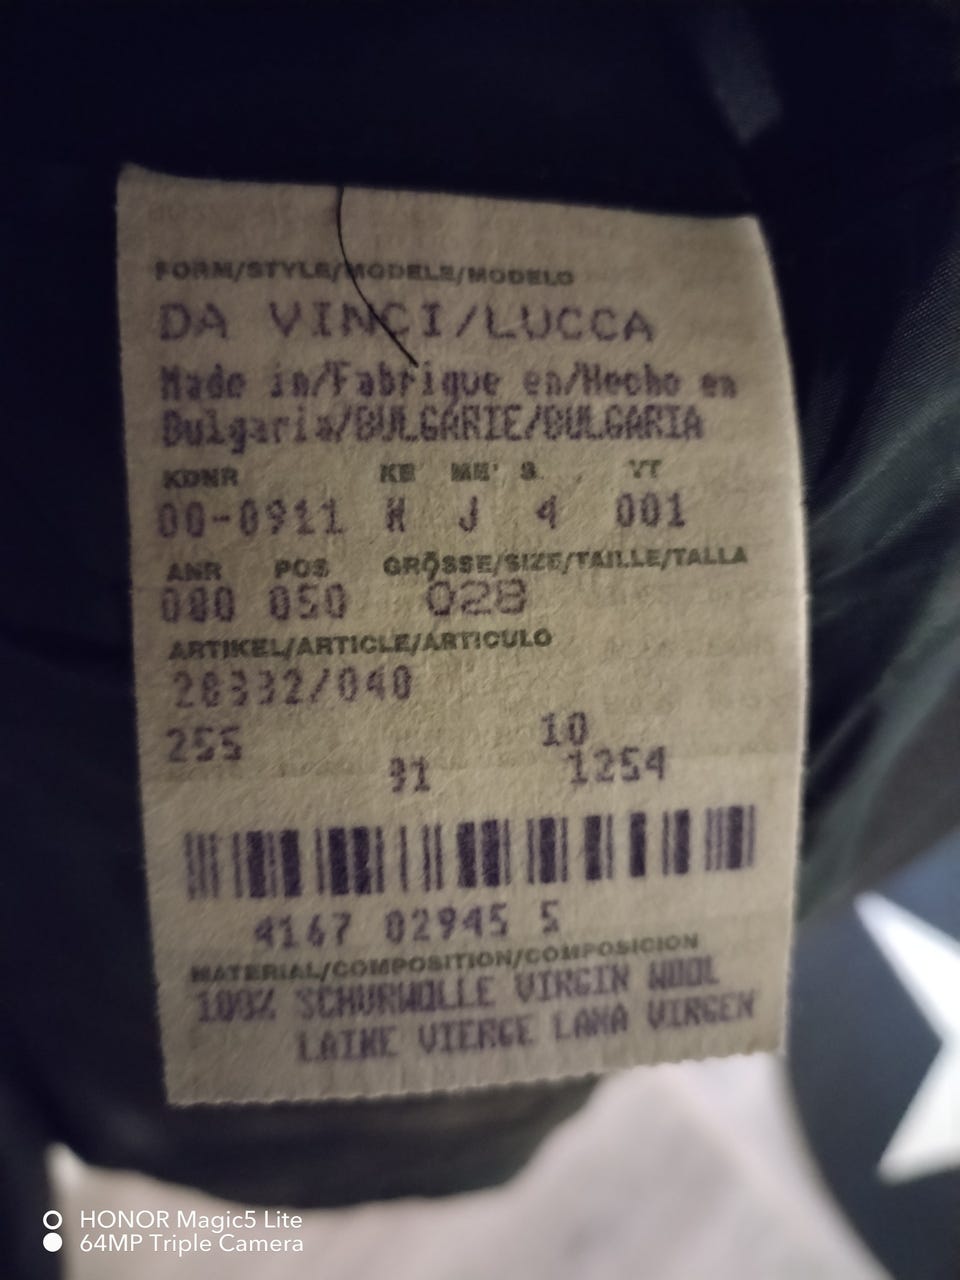 FORM/STYLE/MODELE/MODELO
DA VINCI/LUCCA
Made in/Fabrique en/Hecho en
Bulgaria/BULGARIE/BULGARIA
KDNR KE ME' S. VT
00-0911 H J 4 001
ANR POS GRÖSSE/SIZE/TAILLE/TALLA
000 050 028
ARTIKEL/ARTICLE/ARTICULO
28332/040
255 10
91 1254
4167 02945 5
MATERIAL/COMPOSITION/COMPOSICION
100% SCHURWOLLE VIRGIN WOOL
LAINE VIERGE LANA VIRGEN
HONOR Magic5 Lite
64MP Triple Camera